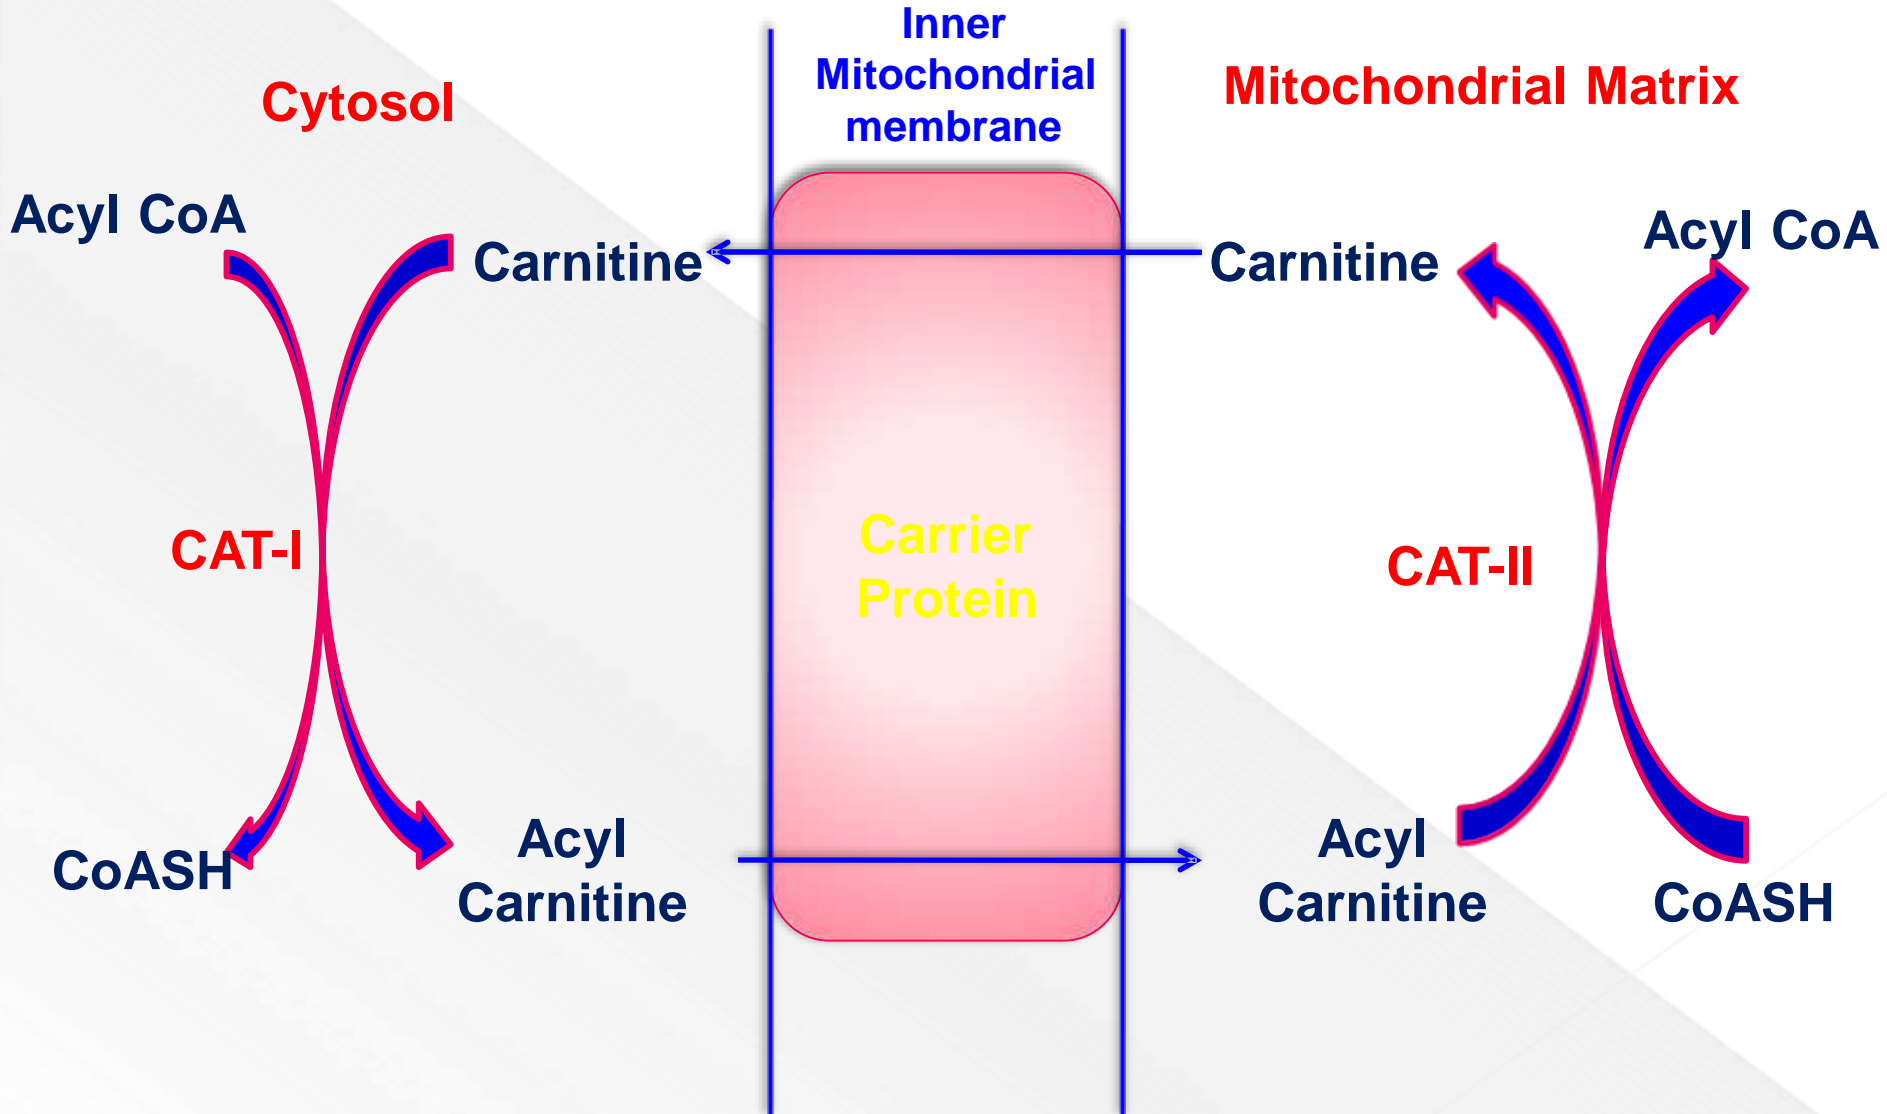 Inner
Mitochondrial
membrane
Cytosol
Mitochondrial Matrix
Acyl CoA
Carnitine
Carnitine
Acyl CoA
CAT-I
Carrier
Protein
CAT-II
CoASH
Acyl
Carnitine
Acyl
Carnitine
CoASH